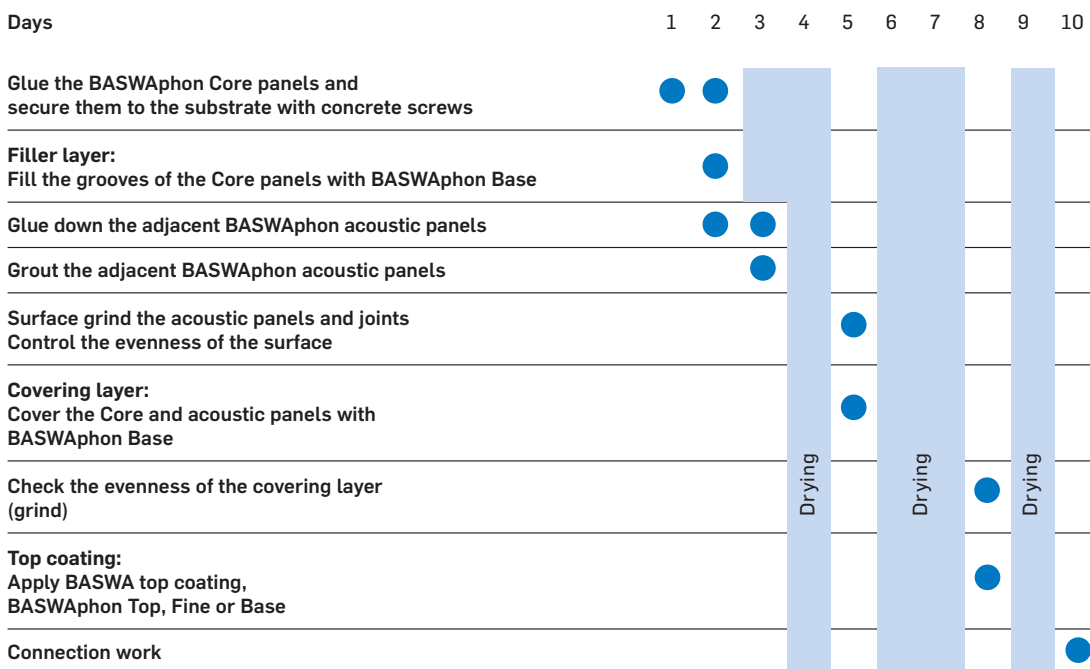 Days 1 2 3 4 5 6 7 8 9 10
Glue the BASWAphon Core panels and
secure them to the substrate with concrete screws
Filler layer:
Fill the grooves of the Core panels with BASWAphon Base
Glue down the adjacent BASWAphon acoustic panels
Grout the adjacent BASWAphon acoustic panels
Surface grind the acoustic panels and joints
Control the evenness of the surface
Covering layer:
Cover the Core and acoustic panels with
BASWAphon Base
Check the evenness of the covering layer
(grind)
Top coating:
Apply BASWA top coating,
BASWAphon Top, Fine or Base
Connection work
Drying
Drying
Drying